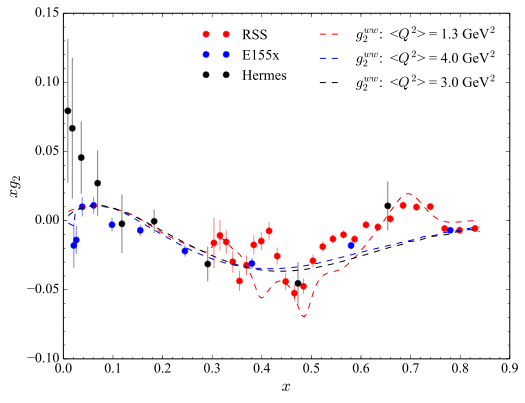 0.15
0.10
0.05
0.00
−0.05
−0.10
xg₂
RSS
E155x
Hermes
g₂ʷʷ: <Q²> = 1.3 GeV²
g₂ʷʷ: <Q²> = 4.0 GeV²
g₂ʷʷ: <Q²> = 3.0 GeV²
0.0 0.1 0.2 0.3 0.4 0.5 0.6 0.7 0.8 0.9
x